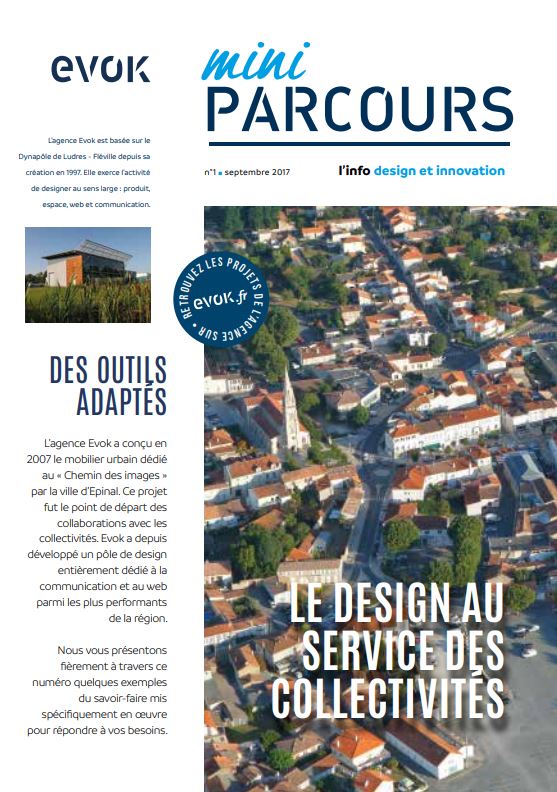 evok
mini
PARCOURS
n°1 ▪ septembre 2017
l'info design et innovation
L'agence Evok est basée sur le
Dynapôle de Ludres - Fléville depuis sa
création en 1997. Elle exerce l'activité
de designer au sens large : produit,
espace, web et communication.
RETROUVEZ LES PROJETS DE L'AGENCE SUR •
evok.fr
DES OUTILS
ADAPTÉS
L'agence Evok a conçu en
2007 le mobilier urbain dédié
au « Chemin des images »
par la ville d'Epinal. Ce projet
fut le point de départ des
collaborations avec les
collectivités. Evok a depuis
développé un pôle de design
entièrement dédié à la
communication et au web
parmi les plus performants
de la région.
Nous vous présentons
fièrement à travers ce
numéro quelques exemples
du savoir-faire mis
spécifiquement en œuvre
pour répondre à vos besoins.
LE DESIGN AU
SERVICE DES
COLLECTIVITÉS